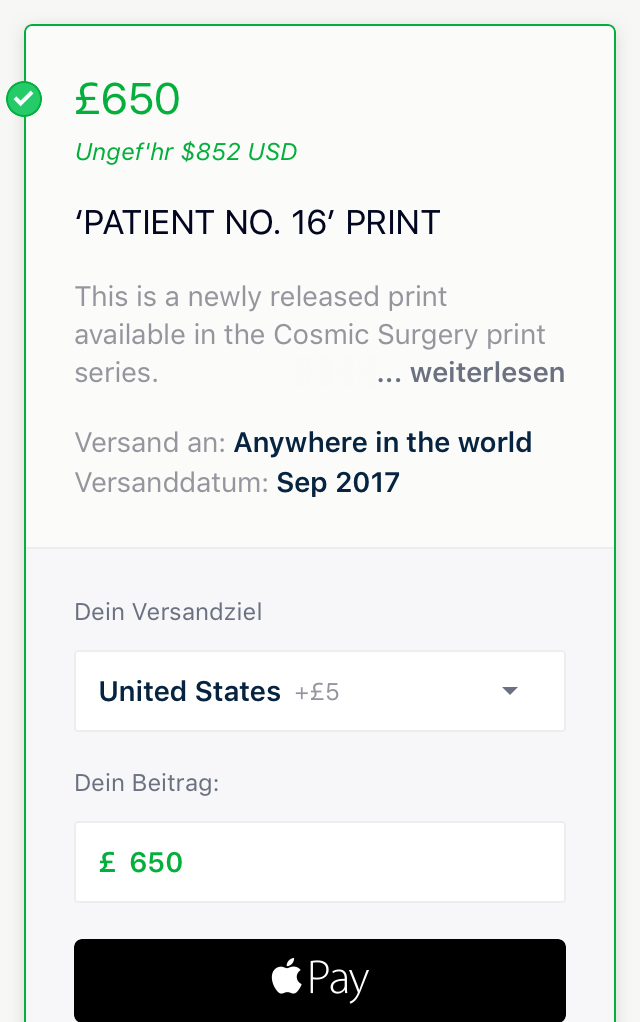 £650
Ungef'hr $852 USD
‘PATIENT NO. 16’ PRINT
This is a newly released print
available in the Cosmic Surgery print
series. ... weiterlesen
Versand an: Anywhere in the world
Versanddatum: Sep 2017
Dein Versandziel
United States +£5
Dein Beitrag:
£ 650
Pay